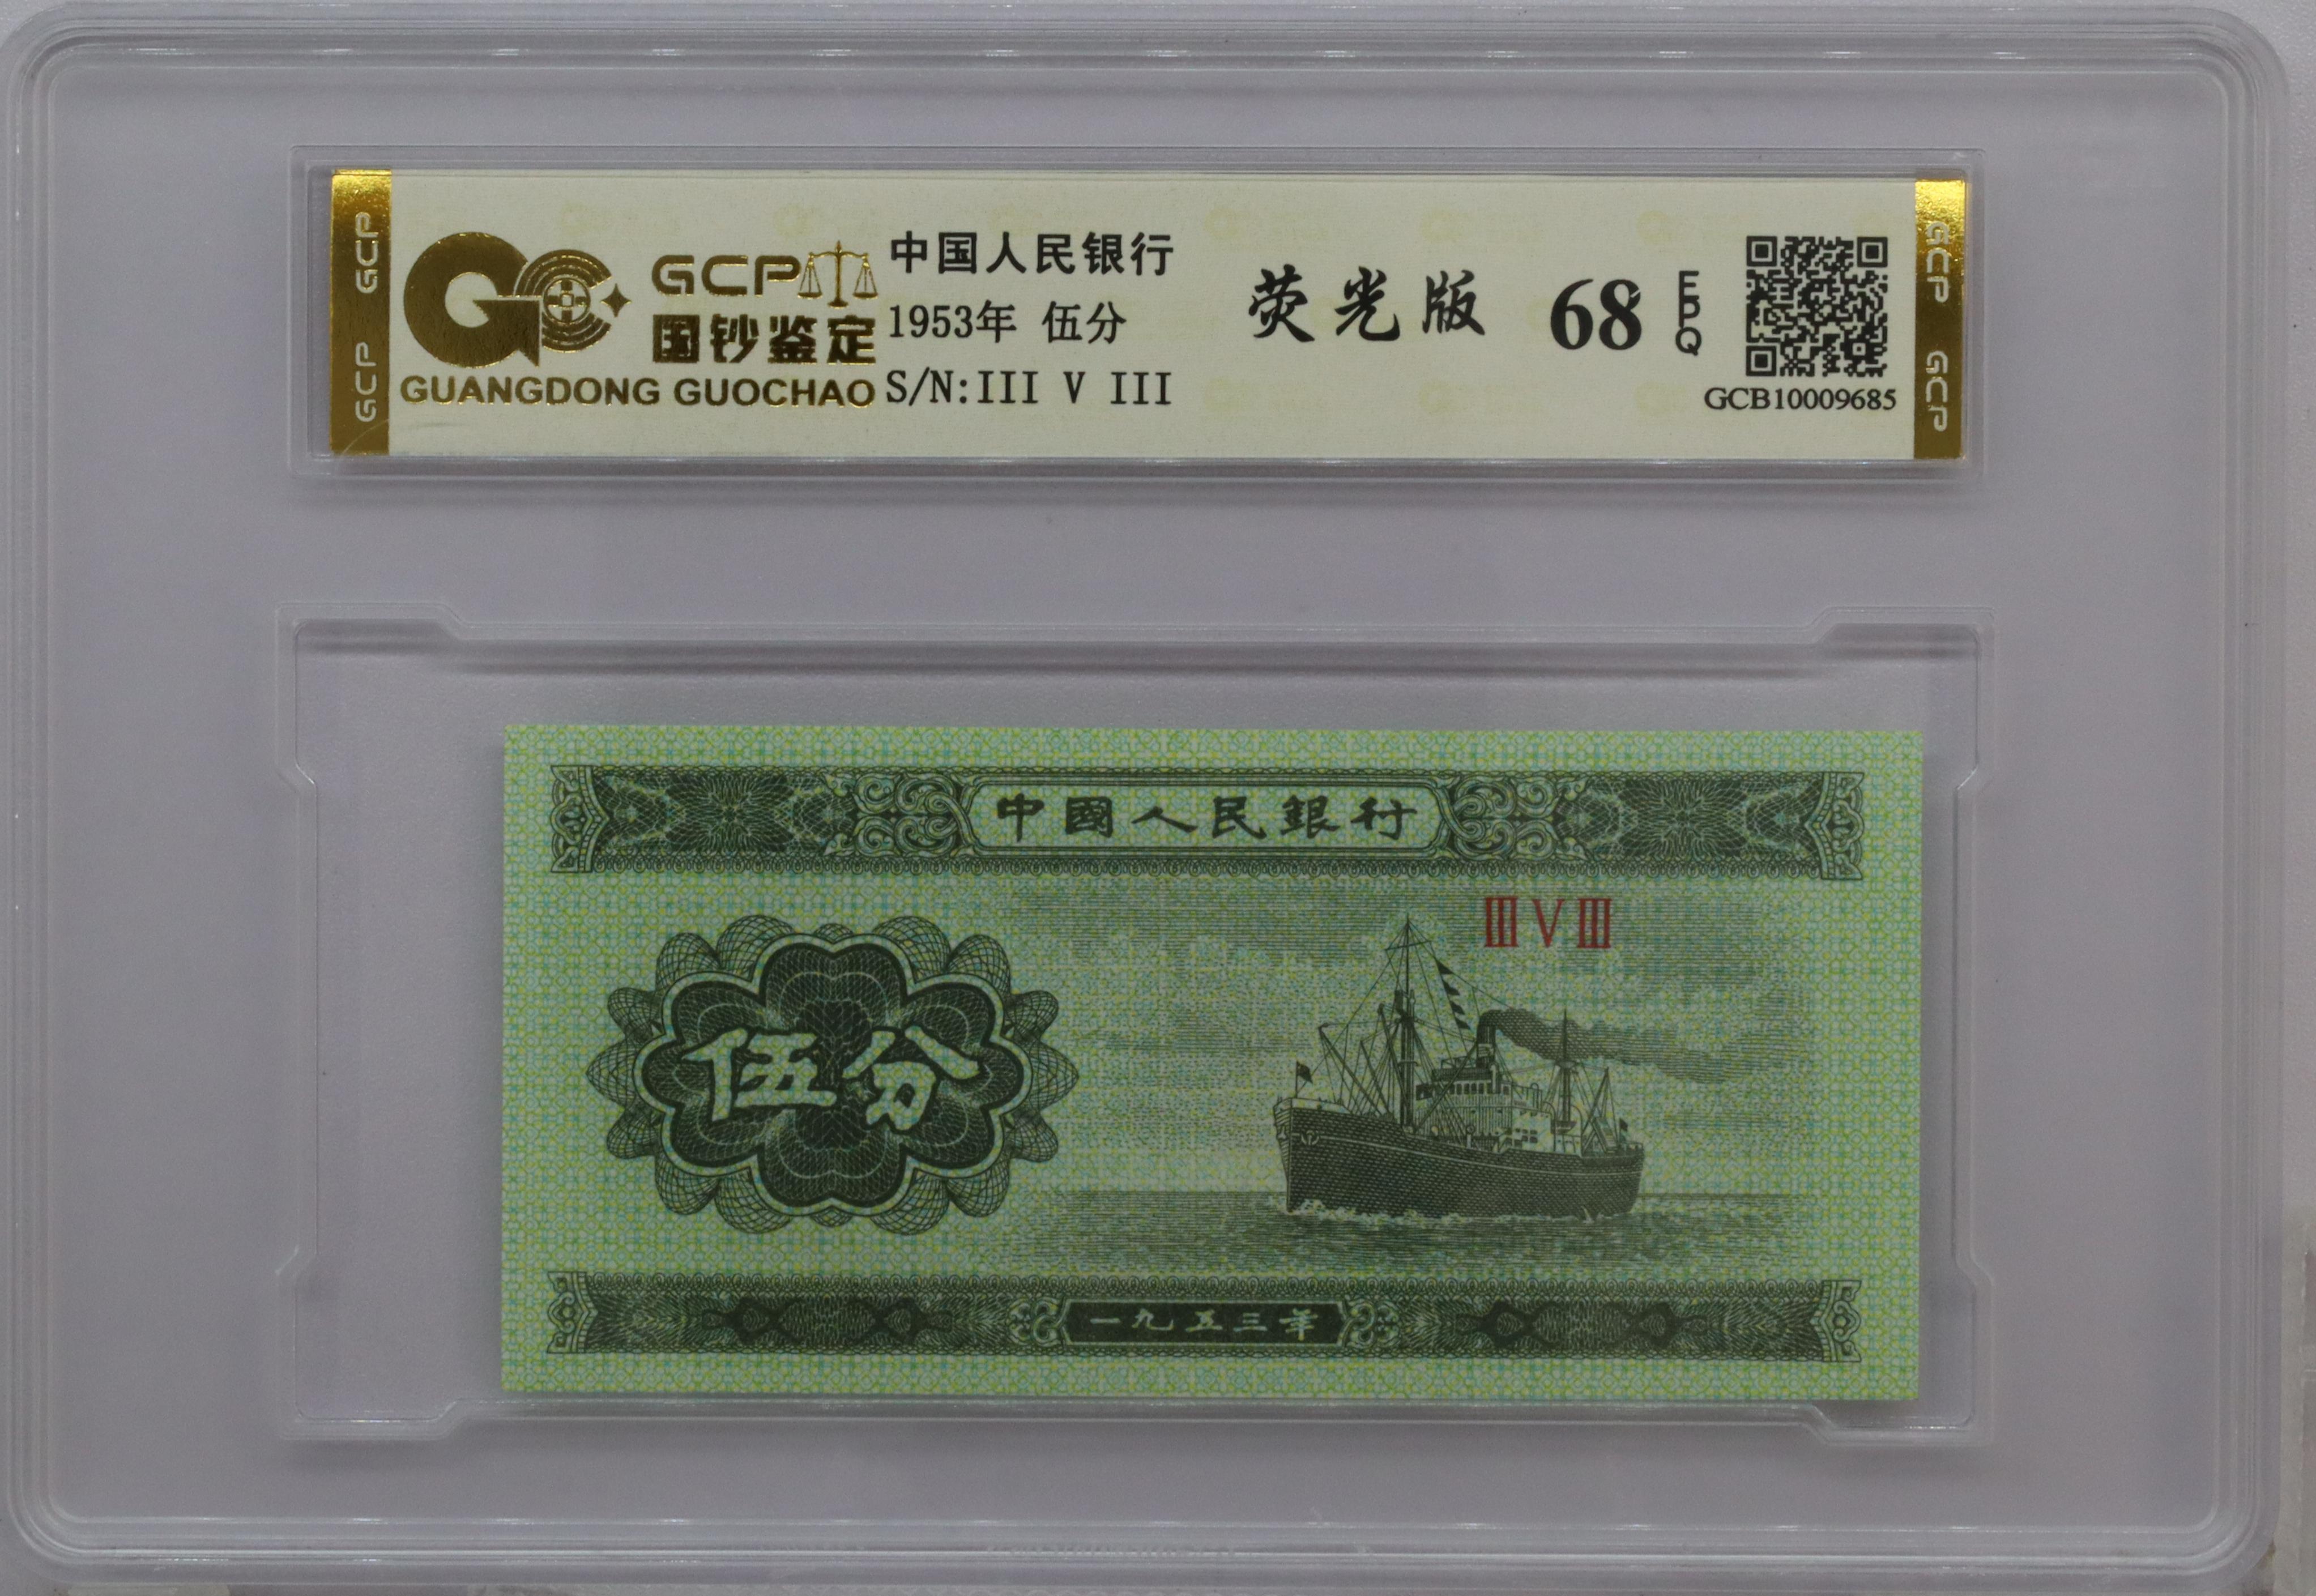 GCP GCP
GCP
国钞鉴定
GUANGDONG GUOCHAO
中国人民银行
1953年 伍分
S/N:III V III
荧光版
68
EPQ
GCB10009685
GCP GCP
中國人民銀行
III V III
伍分
一九五三年